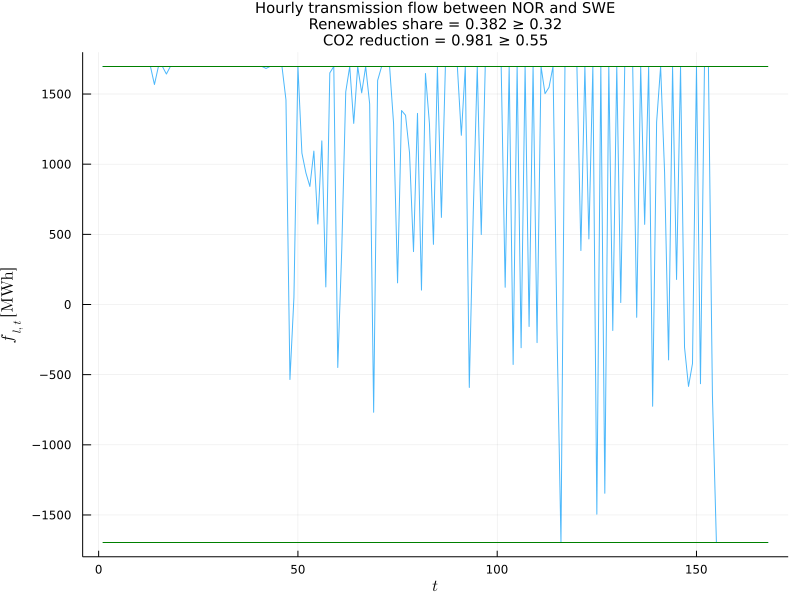 Hourly transmission flow between NOR and SWE
Renewables share = 0.382 ≥ 0.32
CO2 reduction = 0.981 ≥ 0.55
1500
1000
500
0
−500
−1000
−1500
f_{l,t} [MWh]
0 50 100 150
t